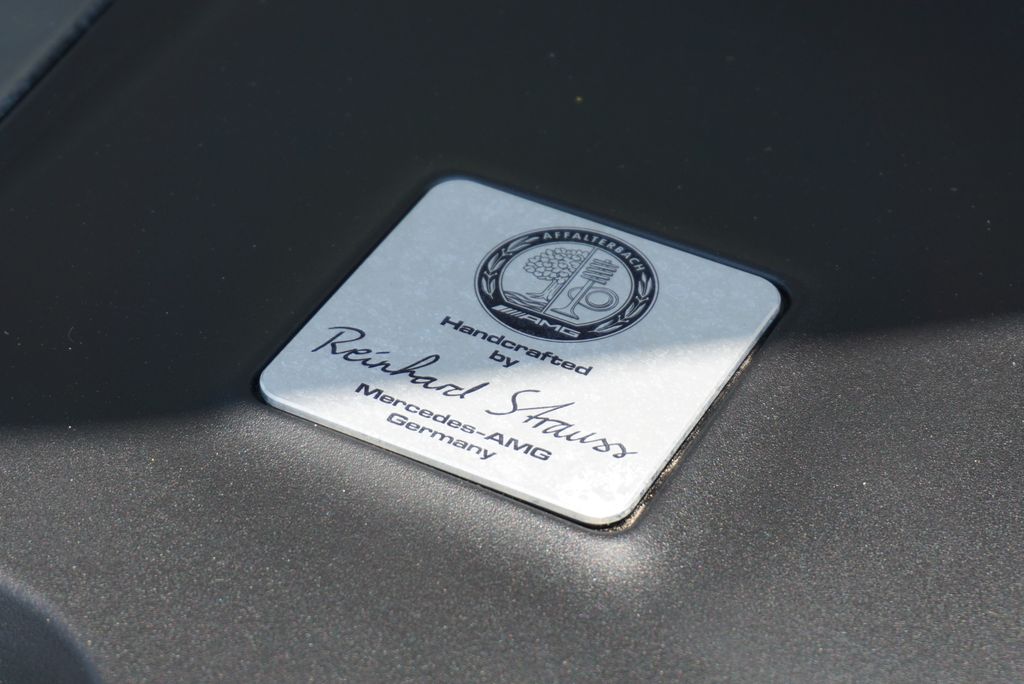 AFFALTERBACH
AMG
Handcrafted
by
Reinhard Strauss
Mercedes-AMG
Germany